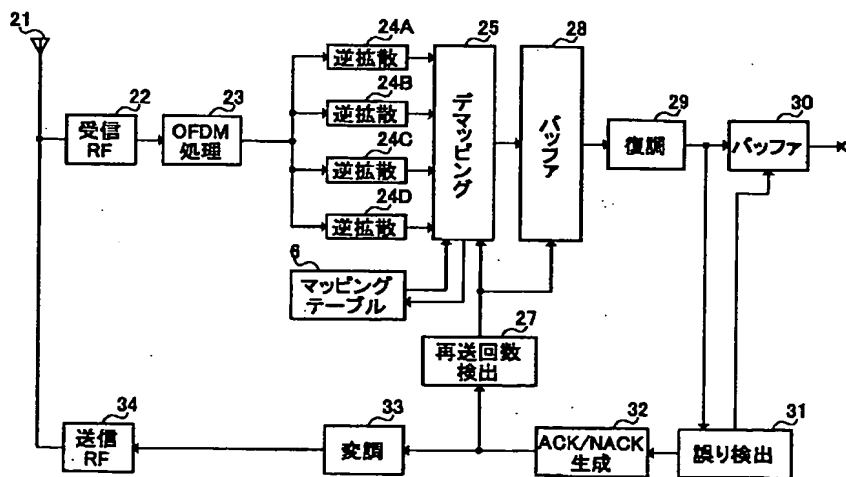 21
22
受信
RF
23
OFDM
処理
24A
逆拡散
24B
逆拡散
24C
逆拡散
24D
逆拡散
25
デマッピング
28
バッファ
29
復調
30
バッファ
6
マッピング
テーブル
27
再送回数
検出
34
送信
RF
33
変調
32
ACK/NACK
生成
31
誤り検出